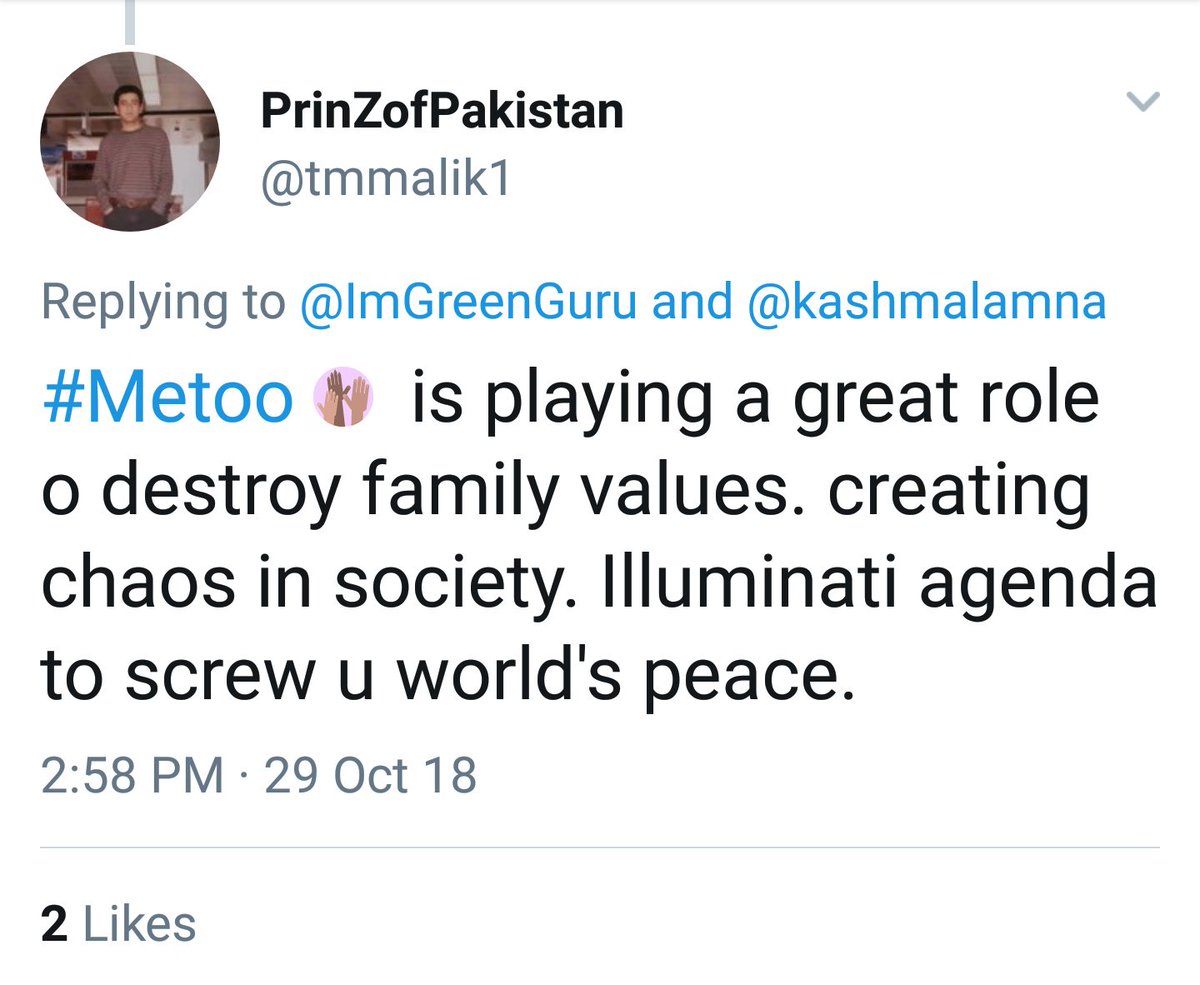 PrinZofPakistan
@tmmalik1
Replying to @ImGreenGuru and @kashmalamna
#Metoo is playing a great role
o destroy family values. creating
chaos in society. Illuminati agenda
to screw u world's peace.
2:58 PM · 29 Oct 18
2 Likes